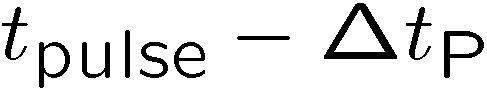 t_pulse − Δt_P